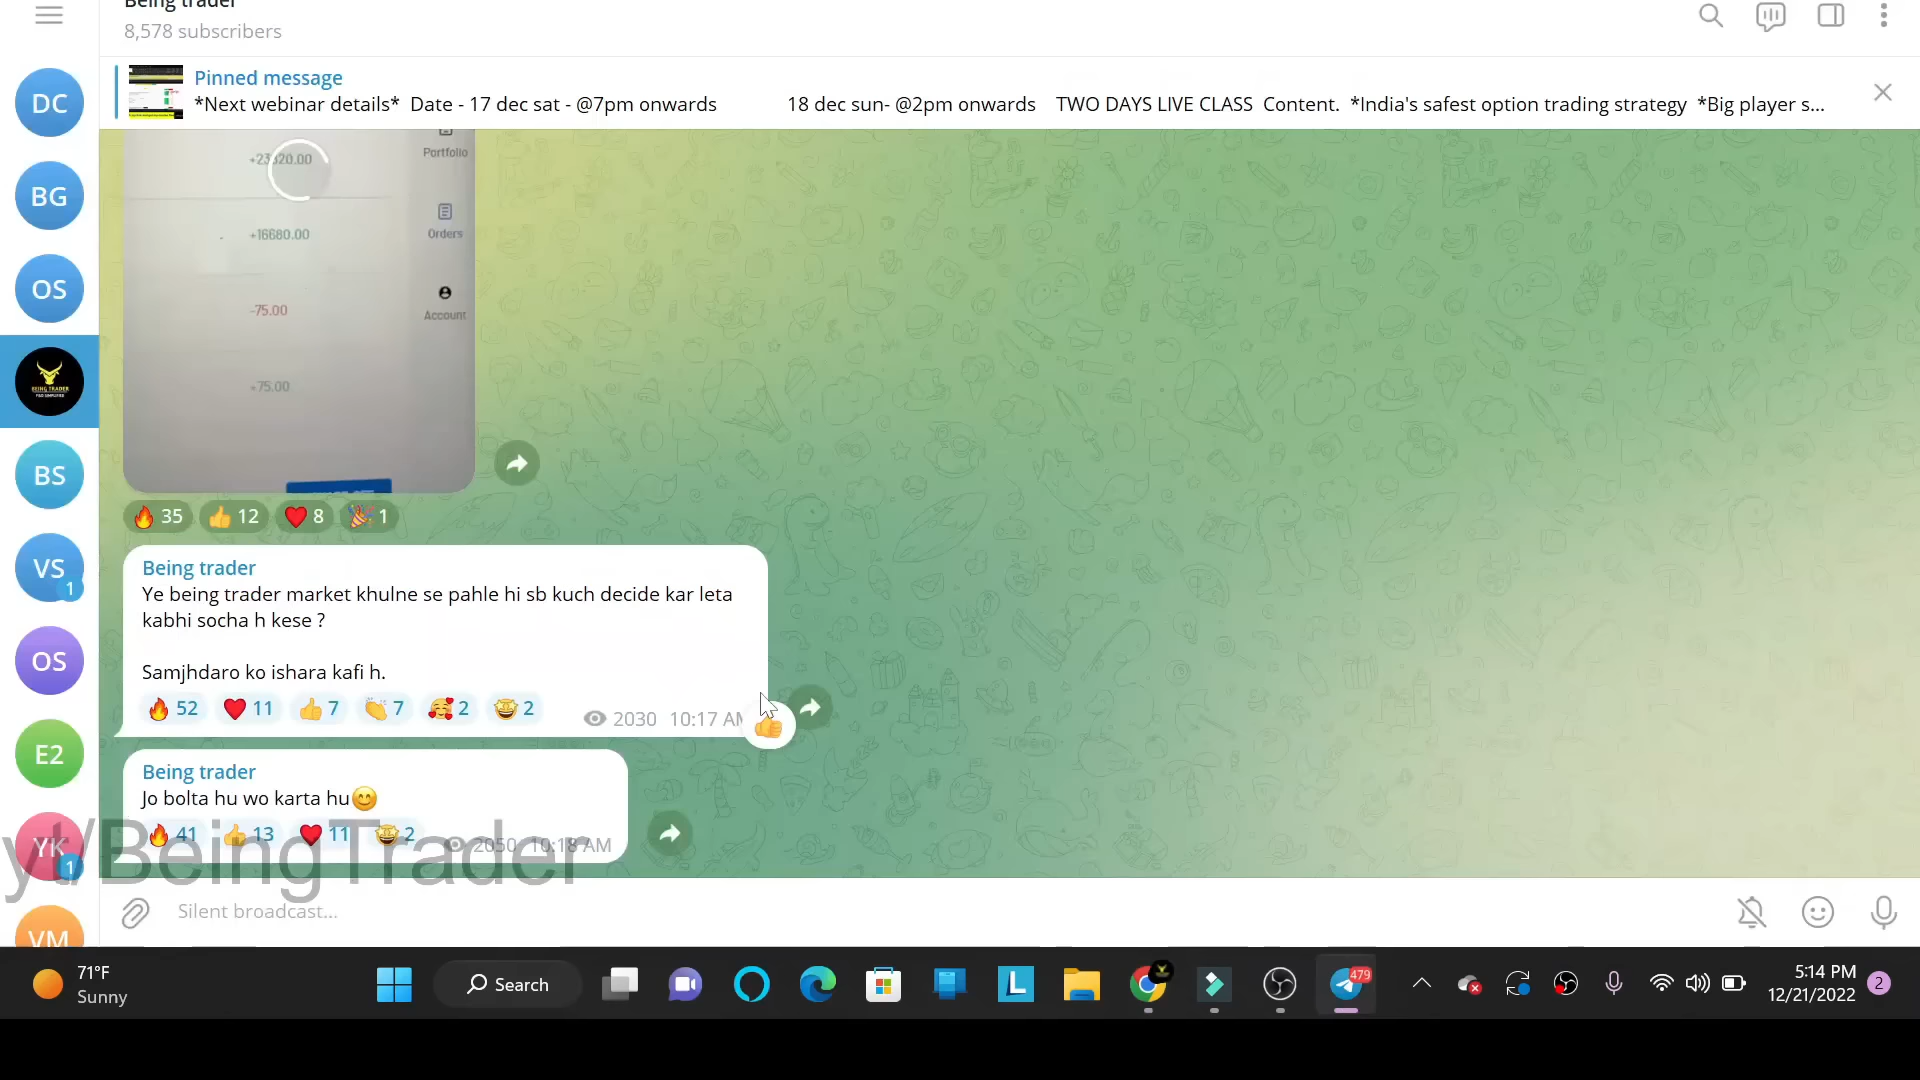 Being trader
8,578 subscribers
Pinned message
*Next webinar details* Date - 17 dec sat - @7pm onwards 18 dec sun- @2pm onwards TWO DAYS LIVE CLASS Content. *India's safest option trading strategy *Big player s...
DC
BG
OS
BEING TRADER
BS
VS
1
OS
E2
YK
1
VM
+23320.00
Portfolio
+16680.00
Orders
-75.00
Account
+75.00
35 12 8 1
Being trader
Ye being trader market khulne se pahle hi sb kuch decide kar leta
kabhi socha h kese ?
Samjhdaro ko ishara kafi h.
52 11 7 7 2 2 2030 10:17 AM
Being trader
Jo bolta hu wo karta hu😊
41 13 11 2 2050 10:18 AM
yt/BeingTrader
Silent broadcast...
71°F
Sunny
Search
L
479
5:14 PM
12/21/2022
2